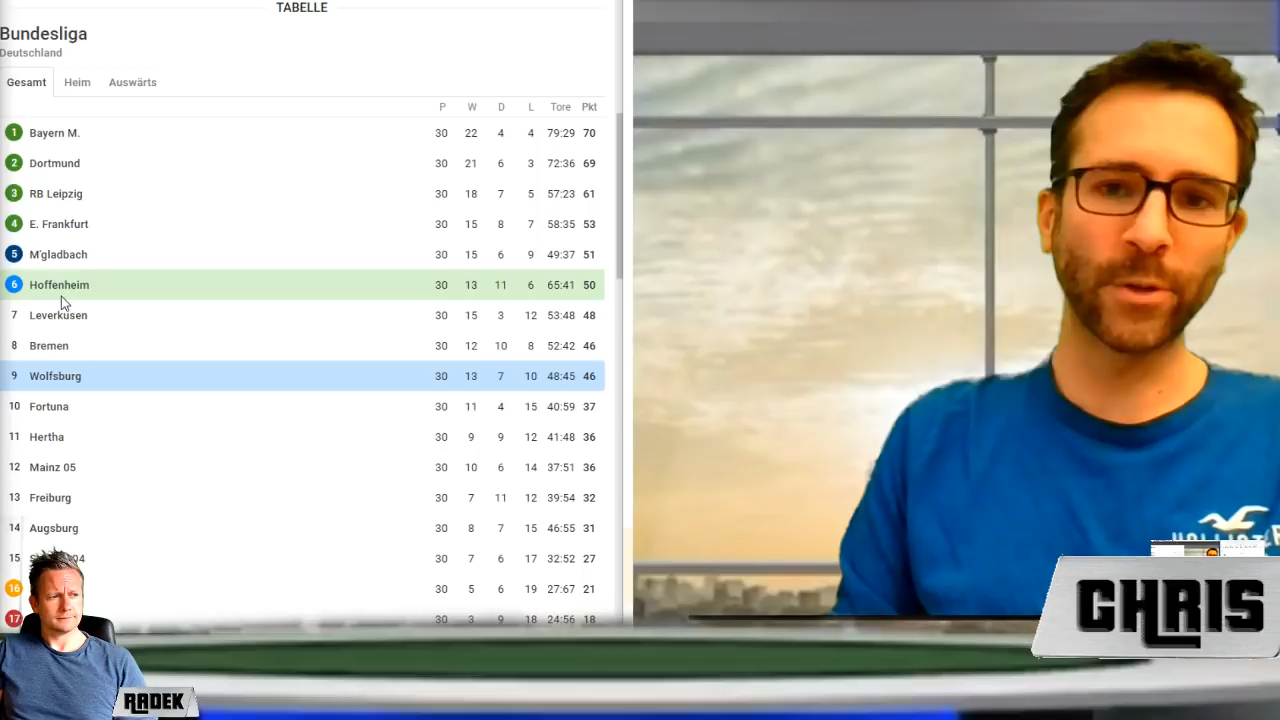 TABELLE
Bundesliga
Deutschland
Gesamt Heim Auswärts
P W D L Tore Pkt
1 Bayern M. 30 22 4 4 79:29 70
2 Dortmund 30 21 6 3 72:36 69
3 RB Leipzig 30 18 7 5 57:23 61
4 E. Frankfurt 30 15 8 7 58:35 53
5 M'gladbach 30 15 6 9 49:37 51
6 Hoffenheim 30 13 11 6 65:41 50
7 Leverkusen 30 15 3 12 53:48 48
8 Bremen 30 12 10 8 52:42 46
9 Wolfsburg 30 13 7 10 48:45 46
10 Fortuna 30 11 4 15 40:59 37
11 Hertha 30 9 9 12 41:48 36
12 Mainz 05 30 10 6 14 37:51 36
13 Freiburg 30 7 11 12 39:54 32
14 Augsburg 30 8 7 15 46:55 31
15 04 30 7 6 17 32:52 27
16 30 5 6 19 27:67 21
17 30 3 9 18 24:56 18
CHRIS
RADEK